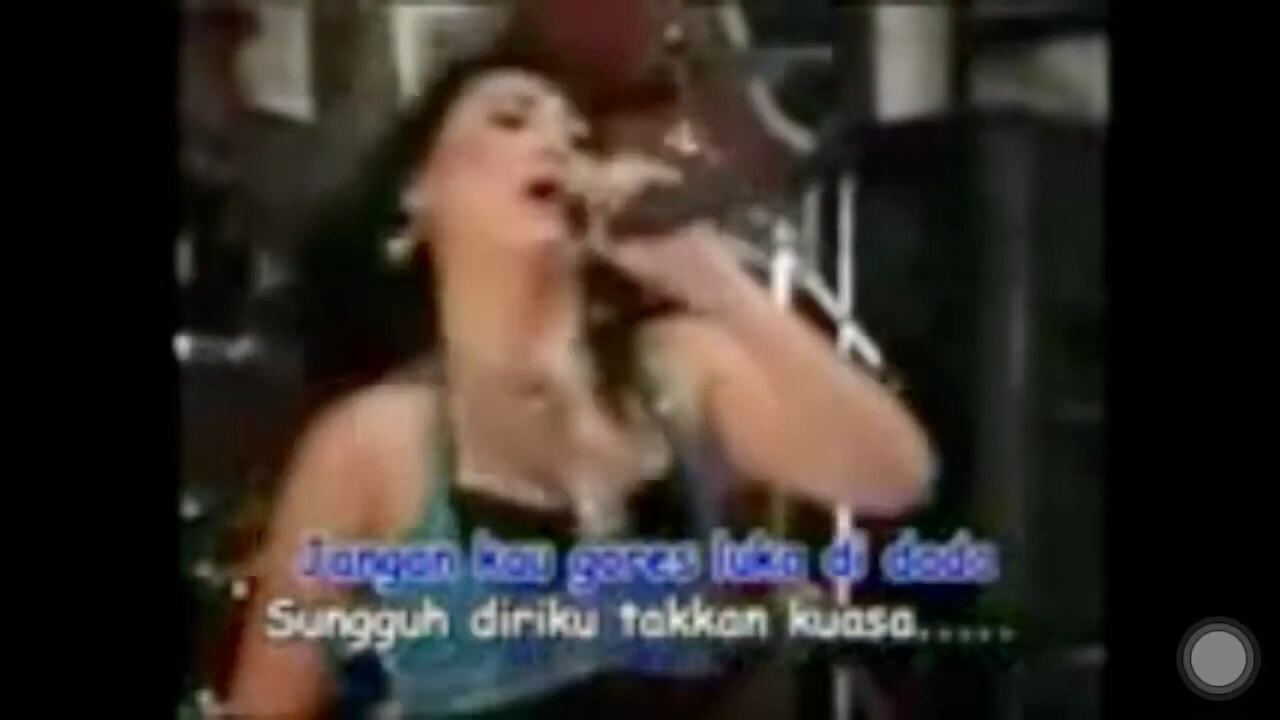 Jangan kau gores luka di dada
Sungguh diriku takkan kuasa.....